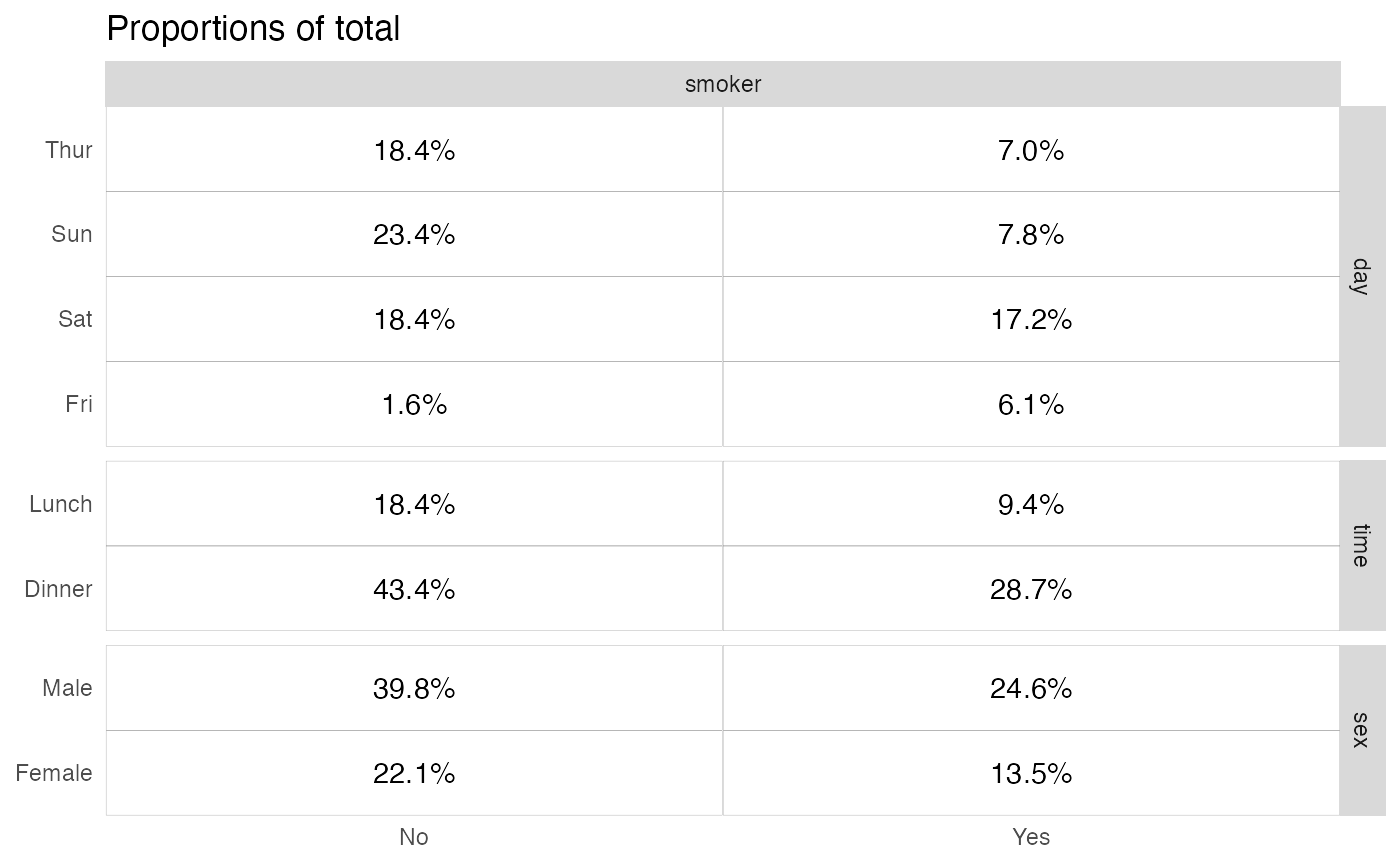 Proportions of total
smoker
Thur 18.4% 7.0%
Sun 23.4% 7.8%
day
Sat 18.4% 17.2%
Fri 1.6% 6.1%
Lunch 18.4% 9.4%
time
Dinner 43.4% 28.7%
Male 39.8% 24.6%
sex
Female 22.1% 13.5%
No Yes